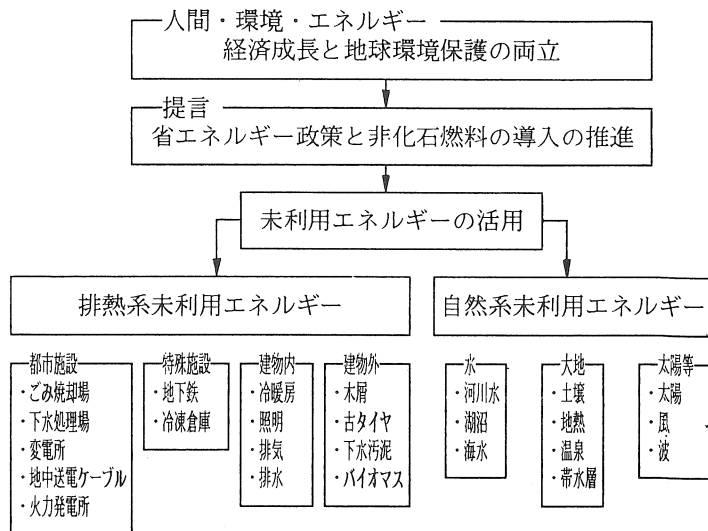 人間・環境・エネルギー
経済成長と地球環境保護の両立
提言
省エネルギー政策と非化石燃料の導入の推進
未利用エネルギーの活用
排熱系未利用エネルギー
自然系未利用エネルギー
都市施設
・ごみ焼却場
・下水処理場
・変電所
・地中送電ケーブル
・火力発電所
特殊施設
・地下鉄
・冷凍倉庫
建物内
・冷暖房
・照明
・排気
・排水
建物外
・木屑
・古タイヤ
・下水汚泥
・バイオマス
水
・河川水
・湖沼
・海水
大地
・土壌
・地熱
・温泉
・帯水層
太陽等
・太陽
・風
・波